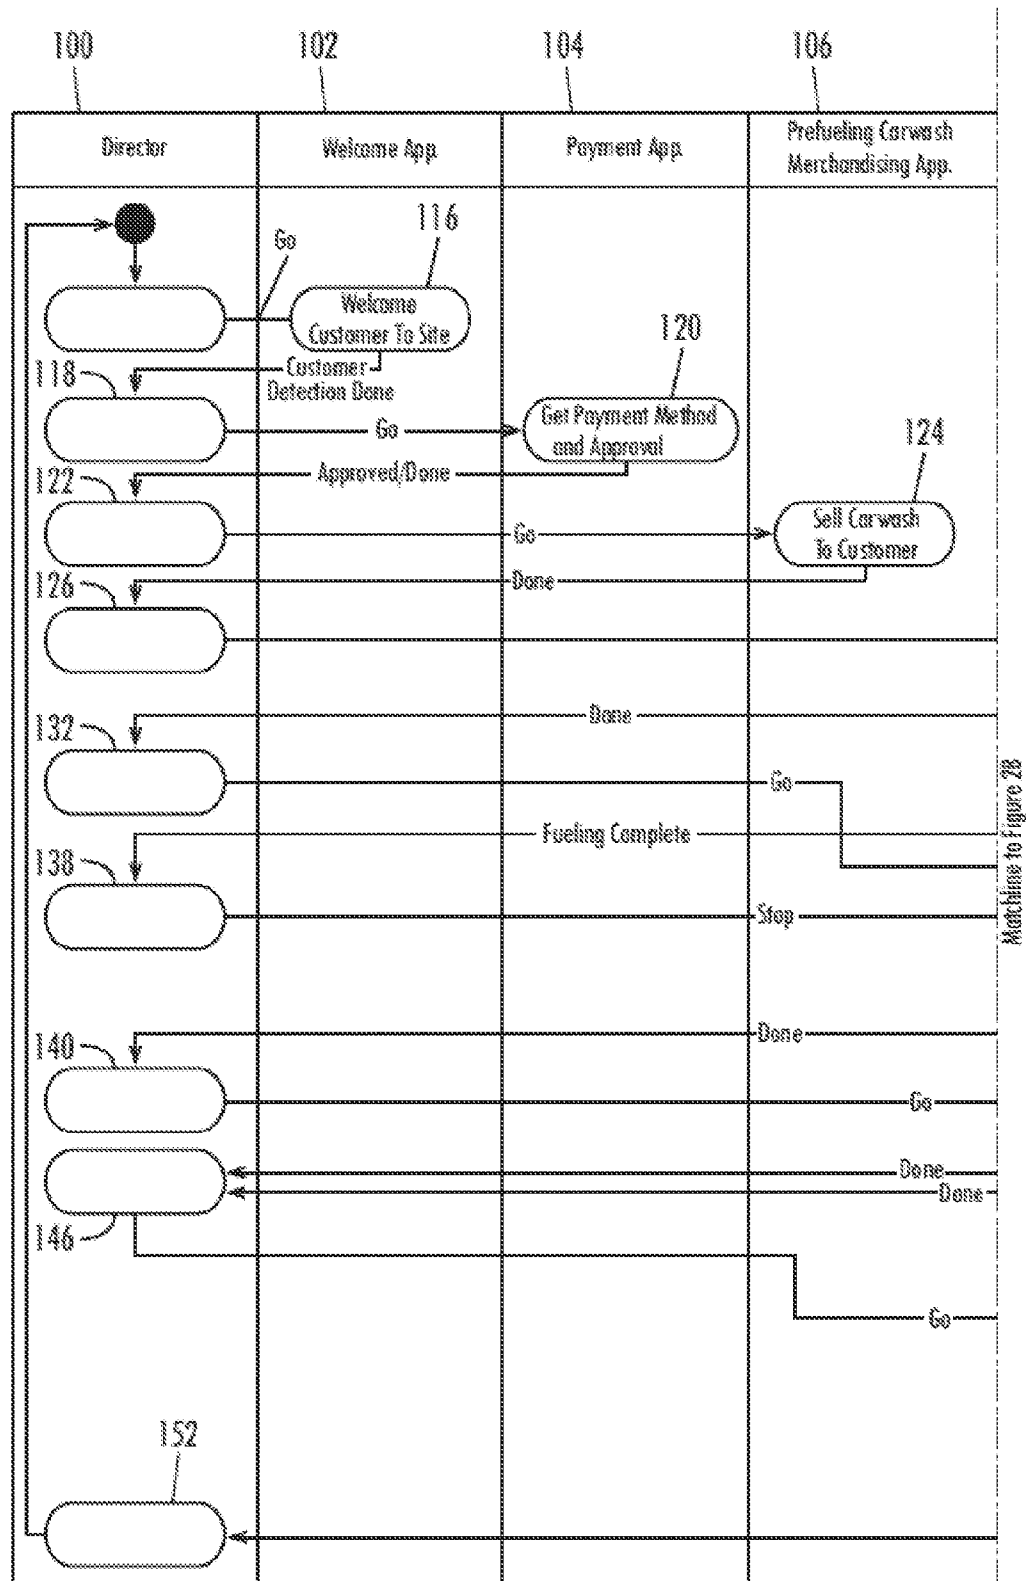 100
102
104
106
Director
Welcome App.
Payment App.
Prefueling Carwash
Merchandising App.
116
Go
Welcome
Customer To Site
120
118
Customer
Detection Done
Go
Get Payment Method
and Approval
124
122
Approved/Done
Go
Sell Carwash
To Customer
126
Done
132
Done
Go
Fueling Complete
138
Stop
Matchline to Figure 2B
140
Done
Go
Done
Done
146
Go
152